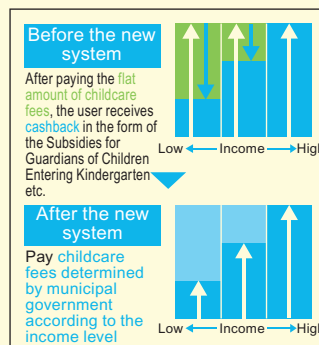 Before the new
system
After paying the flat
amount of childcare
fees, the user receives
cashback in the form of
the Subsidies for
Guardians of Children
Entering Kindergarten
etc.
Low Income High
After the new
system
Pay childcare
fees determined
by municipal
government
according to the
income level
Low Income High